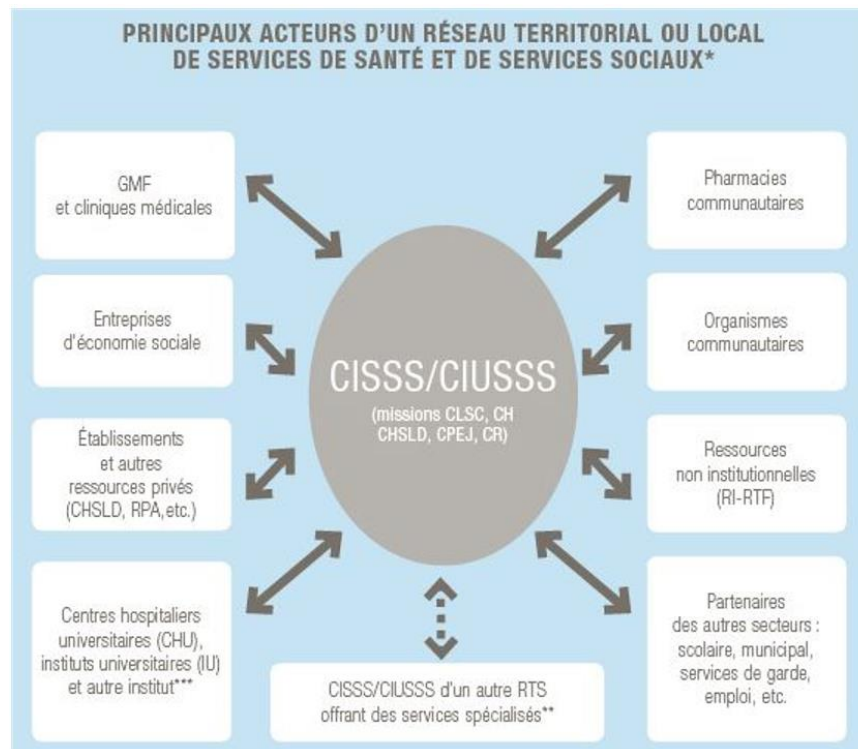 PRINCIPAUX ACTEURS D'UN RÉSEAU TERRITORIAL OU LOCAL
DE SERVICES DE SANTÉ ET DE SERVICES SOCIAUX*
GMF
et cliniques médicales
Entreprises
d'économie sociale
Établissements
et autres
ressources privés
(CHSLD, RPA, etc.)
Centres hospitaliers
universitaires (CHU),
instituts universitaires (IU)
et autre institut***
CISSS/CIUSSS
(missions CLSC, CH
CHSLD, CPEJ, CR)
CISSS/CIUSSS d'un autre RTS
offrant des services spécialisés**
Pharmacies
communautaires
Organismes
communautaires
Ressources
non institutionnelles
(RI-RTF)
Partenaires
des autres secteurs :
scolaire, municipal,
services de garde,
emploi, etc.